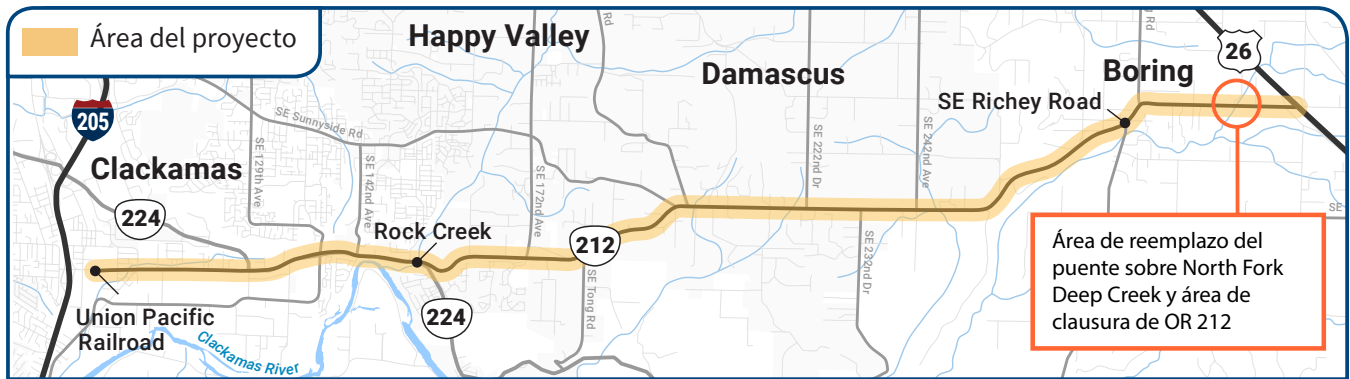 Área del proyecto
Happy Valley
Rd
Rd
26
Damascus
Boring
SE Richey Road
205
SE Sunnyside Rd
Clackamas
SE 129th Ave
SE 142nd Ave
SE 172nd Ave
SE 222nd Dr
SE 242nd Ave
224
Rock Creek
212
SE
SE 232nd Dr
SE Tong Rd
224
Union Pacific
Railroad
Clackamas River
Área de reemplazo del
puente sobre North Fork
Deep Creek y área de
clausura de OR 212